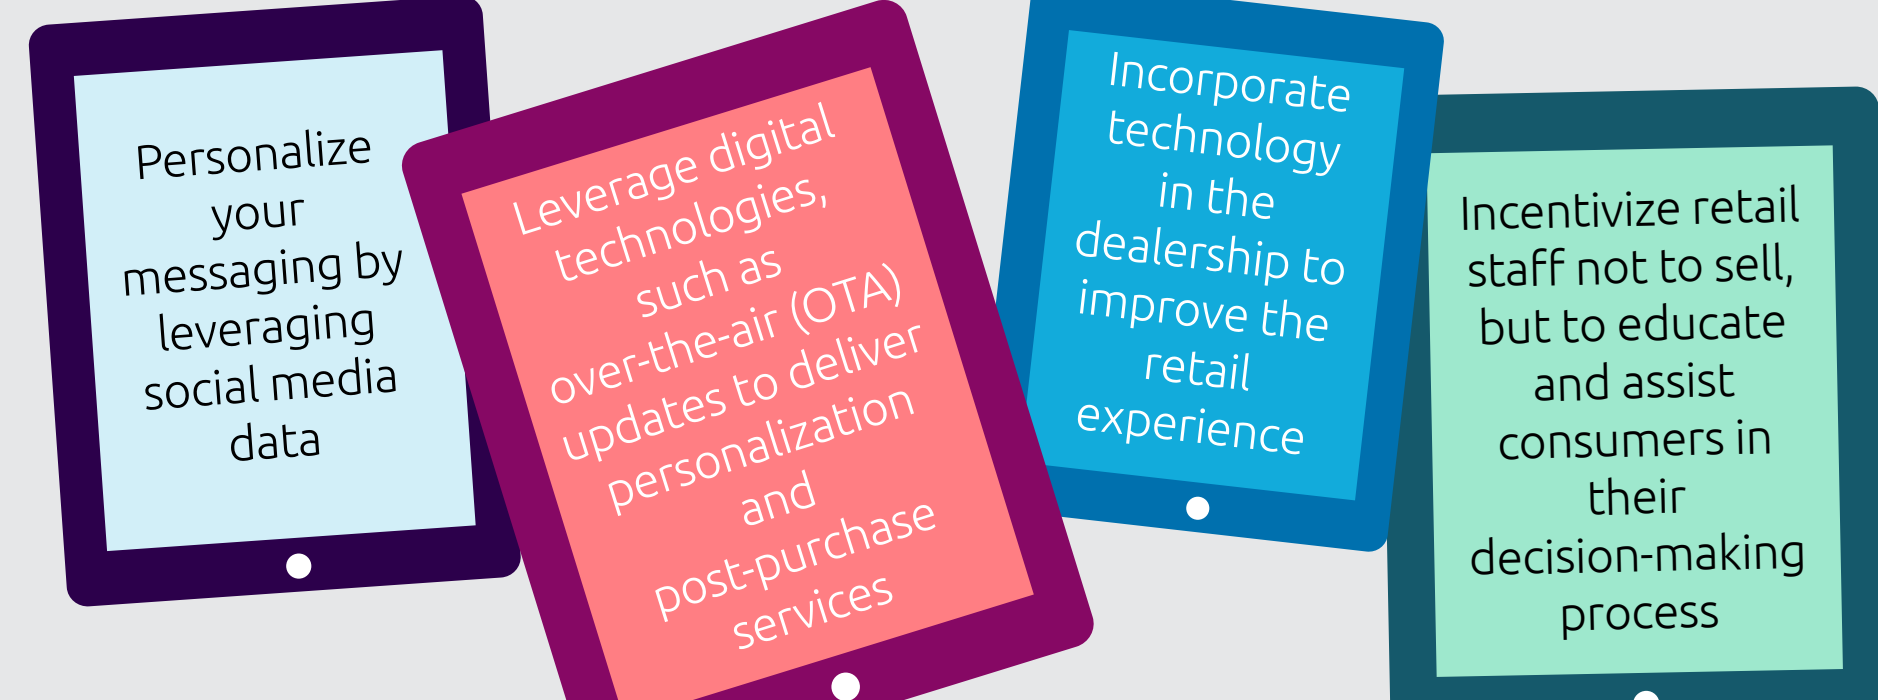 Personalize
your
messaging by
leveraging
social media
data
Leverage digital
technologies,
such as
over-the-air (OTA)
updates to deliver
personalization
and
post-purchase
services
Incorporate
technology
in the
dealership to
improve the
retail
experience
Incentivize retail
staff not to sell,
but to educate
and assist
consumers in
their
decision-making
process